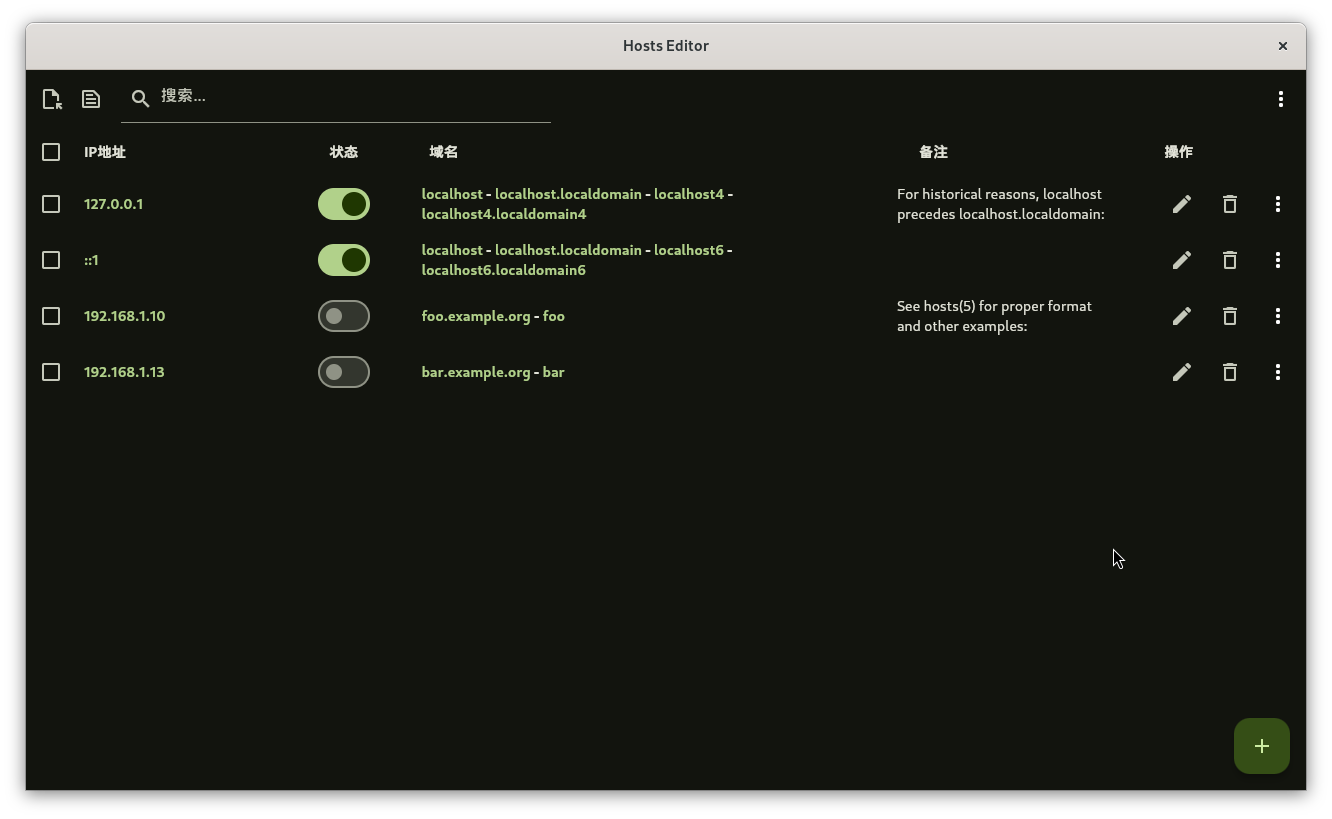 Hosts Editor
搜索...
IP地址 状态 域名 备注 操作
127.0.0.1
localhost - localhost.localdomain - localhost4 -
localhost4.localdomain4
For historical reasons, localhost
precedes localhost.localdomain:
::1
localhost - localhost.localdomain - localhost6 -
localhost6.localdomain6
192.168.1.10
foo.example.org - foo
See hosts(5) for proper format
and other examples:
192.168.1.13
bar.example.org - bar